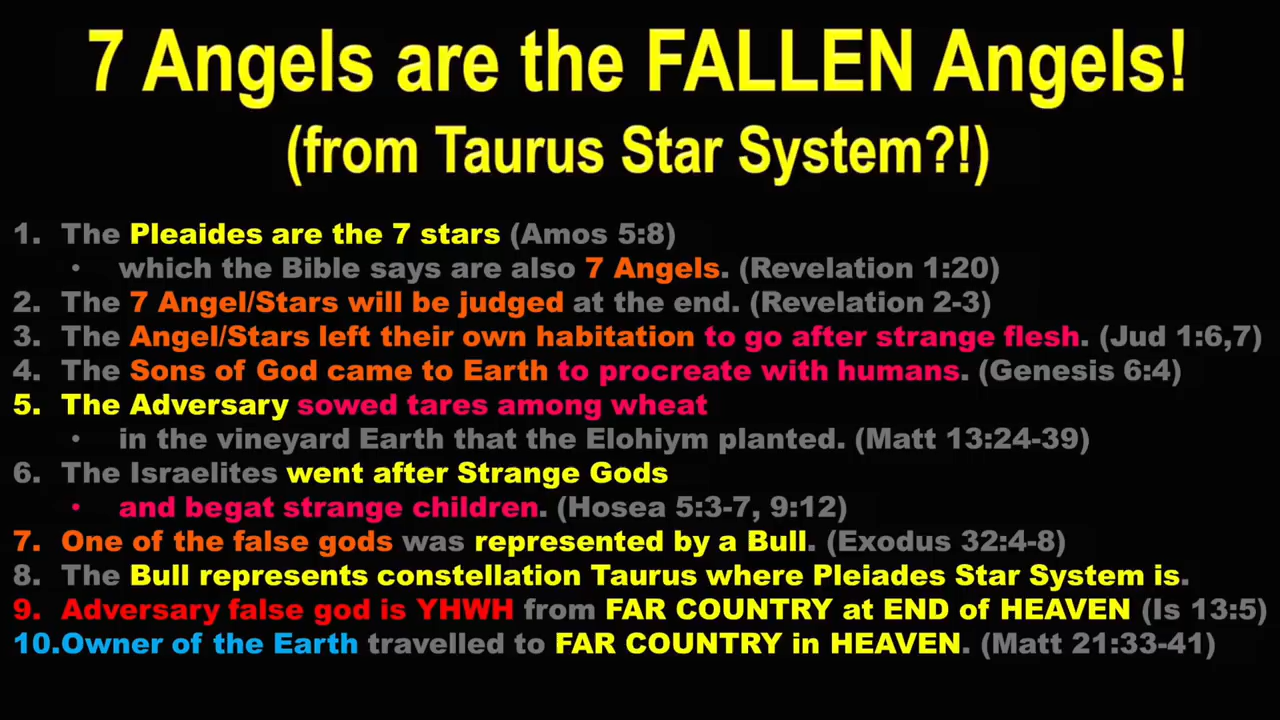 7 Angels are the FALLEN Angels!
(from Taurus Star System?!)
1. The Pleaides are the 7 stars (Amos 5:8)
• which the Bible says are also 7 Angels. (Revelation 1:20)
2. The 7 Angel/Stars will be judged at the end. (Revelation 2-3)
3. The Angel/Stars left their own habitation to go after strange flesh. (Jud 1:6,7)
4. The Sons of God came to Earth to procreate with humans. (Genesis 6:4)
5. The Adversary sowed tares among wheat
• in the vineyard Earth that the Elohiym planted. (Matt 13:24-39)
6. The Israelites went after Strange Gods
• and begat strange children. (Hosea 5:3-7, 9:12)
7. One of the false gods was represented by a Bull. (Exodus 32:4-8)
8. The Bull represents constellation Taurus where Pleiades Star System is.
9. Adversary false god is YHWH from FAR COUNTRY at END of HEAVEN (Is 13:5)
10.Owner of the Earth travelled to FAR COUNTRY in HEAVEN. (Matt 21:33-41)